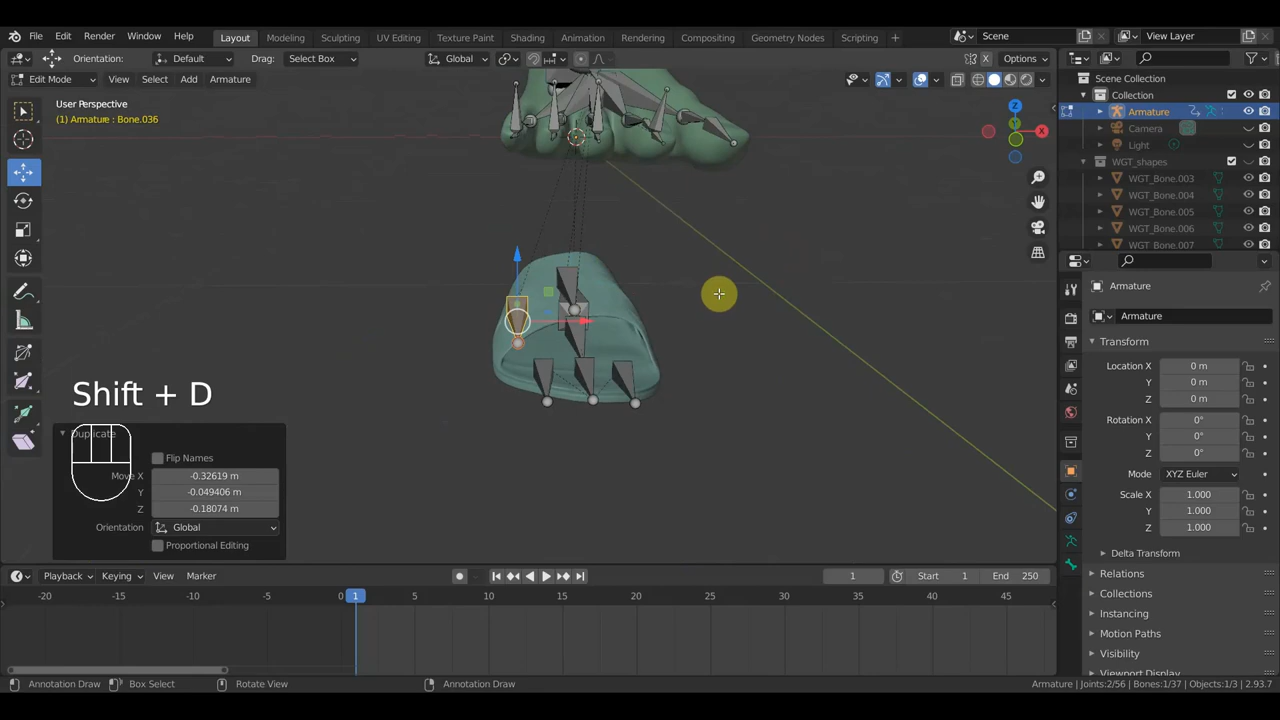 File Edit Render Window Help Layout Modeling Sculpting UV Editing Texture Paint Shading Animation Rendering Compositing Geometry Nodes Scripting + Scene View Layer
Orientation: Default Drag: Select Box Global Options
Edit Mode View Select Add Armature
User Perspective
(1) Armature : Bone.036
Z
Y
X
Scene Collection
Collection
Armature
Camera
Light
WGT_shapes
WGT_Bone.003
WGT_Bone.004
WGT_Bone.005
WGT_Bone.006
WGT_Bone.007
Armature
Armature
Transform
Location X 0 m
Y 0 m
Z 0 m
Rotation X 0°
Y 0°
Z 0°
Mode XYZ Euler
Scale X 1.000
Y 1.000
Z 1.000
Delta Transform
Relations
Collections
Instancing
Motion Paths
Visibility
Viewport Display
Shift + D
Duplicate
Flip Names
Move X -0.32619 m
Y -0.049406 m
Z -0.18074 m
Orientation Global
Proportional Editing
Playback Keying View Marker 1 Start 1 End 250
-20 -15 -10 -5 0 1 5 10 15 20 25 30 35 40 45
Annotation Draw Box Select Rotate View Annotation Draw Armature | Joints:2/56 | Bones:1/37 | Objects:1/3 | 2.93.7